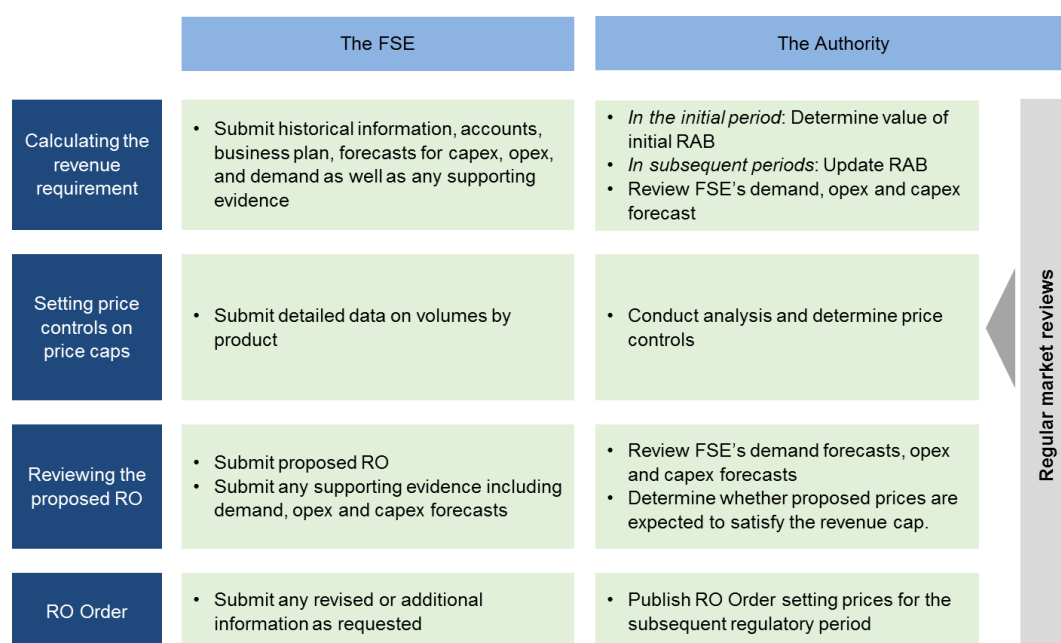 The FSE
The Authority
Calculating the
revenue
requirement
• Submit historical information, accounts,
business plan, forecasts for capex, opex,
and demand as well as any supporting
evidence
• In the initial period: Determine value of
initial RAB
• In subsequent periods: Update RAB
• Review FSE's demand, opex and capex
forecast
Setting price
controls on
price caps
• Submit detailed data on volumes by
product
• Conduct analysis and determine price
controls
Reviewing the
proposed RO
• Submit proposed RO
• Submit any supporting evidence including
demand, opex and capex forecasts
• Review FSE's demand forecasts, opex
and capex forecasts
• Determine whether proposed prices are
expected to satisfy the revenue cap.
RO Order
• Submit any revised or additional
information as requested
• Publish RO Order setting prices for the
subsequent regulatory period
Regular market reviews